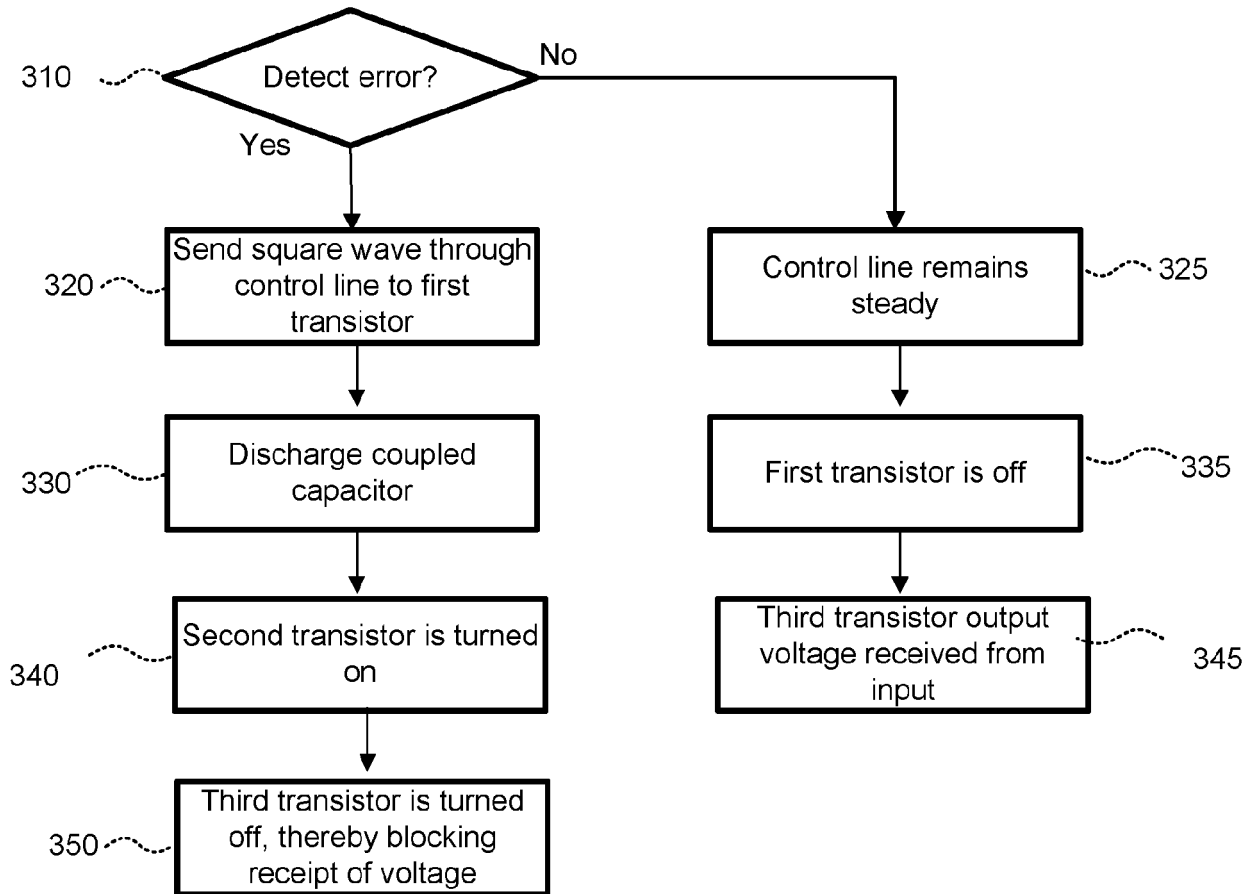 310
Detect error?
No
Yes
320
Send square wave through
control line to first
transistor
Control line remains
steady
325
330
Discharge coupled
capacitor
First transistor is off
335
340
Second transistor is turned
on
Third transistor output
voltage received from
input
345
350
Third transistor is turned
off, thereby blocking
receipt of voltage